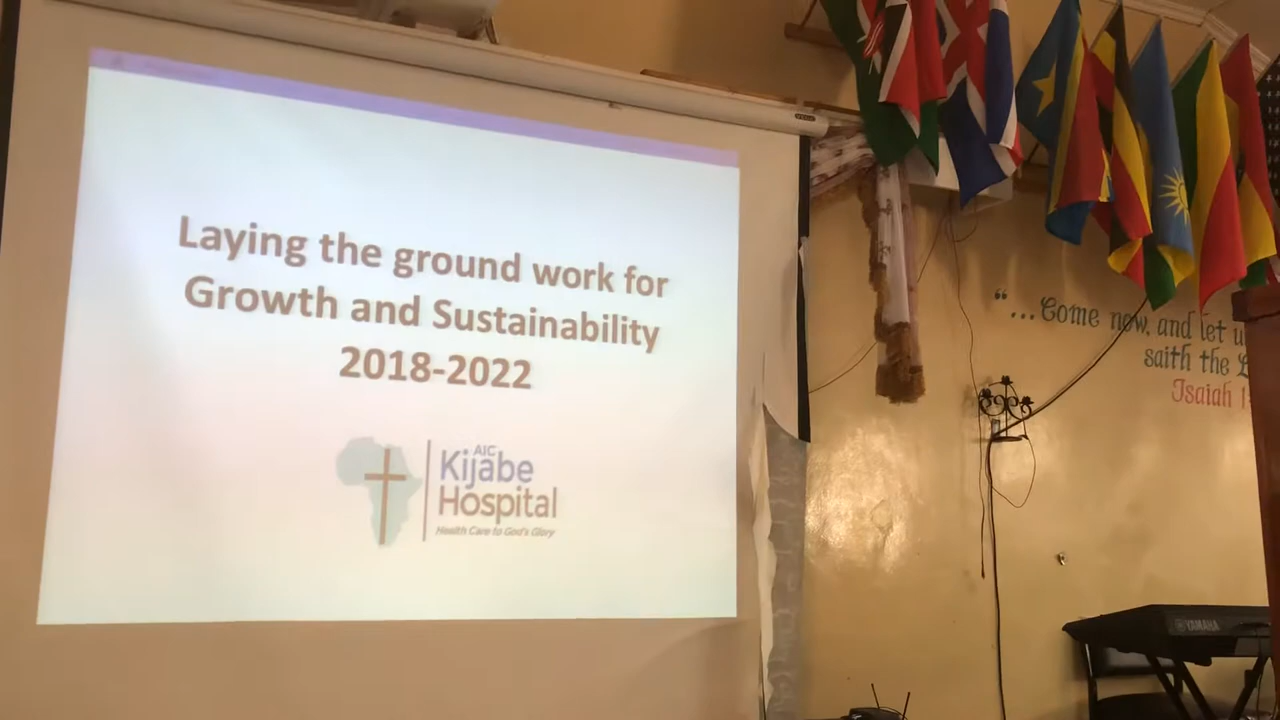 Laying the ground work for
Growth and Sustainability
2018-2022
AIC
Kijabe
Hospital
Health Care to God's Glory
“...Come now, and let
saith the
Isaiah 1
YAMAHA